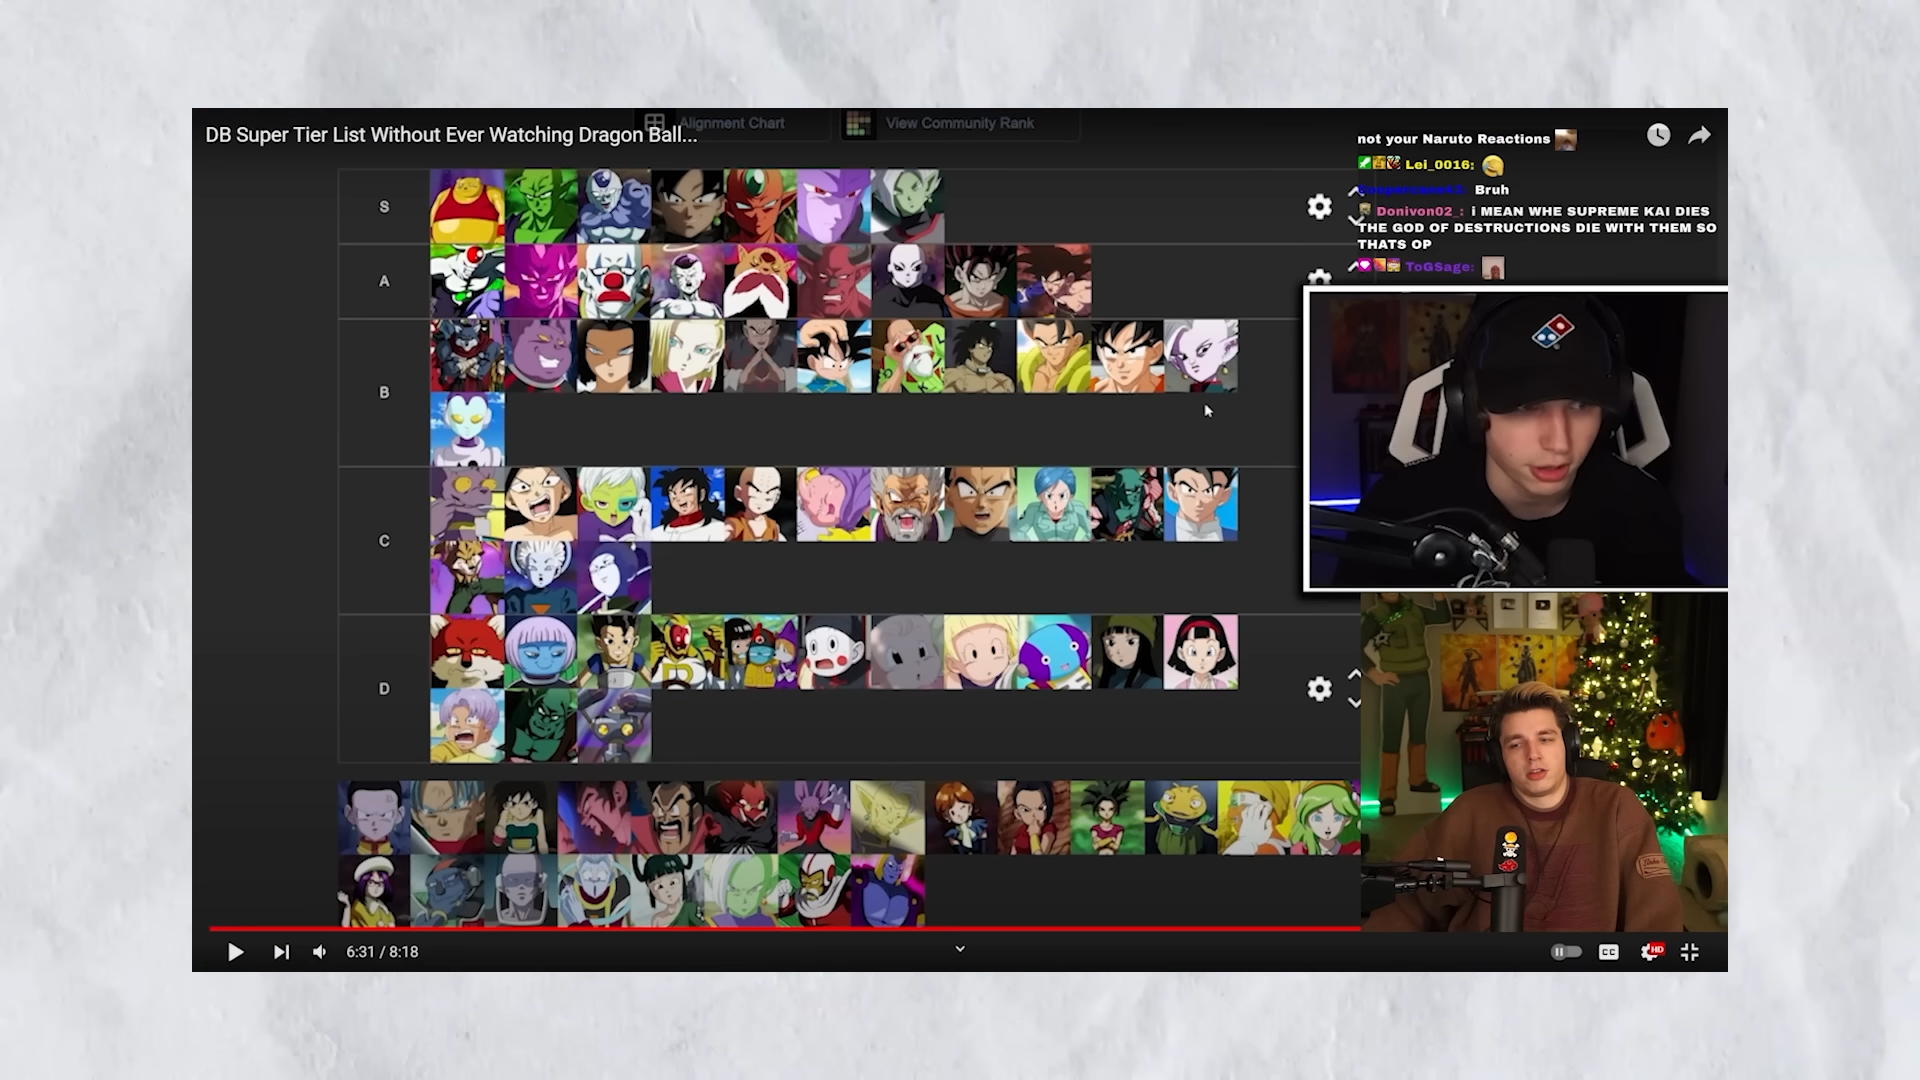 DB Super Tier List Without Ever Watching Dragon Ball...
Alignment Chart
View Community Rank
not your Naruto Reactions
Lei_0016:
Bruh
Donivon02_: i MEAN WHE SUPREME KAI DIES
THE GOD OF DESTRUCTIONS DIE WITH THEM SO
THATS OP
ToGSage:
S
A
B
C
D
6:31 / 8:18
CC
HD